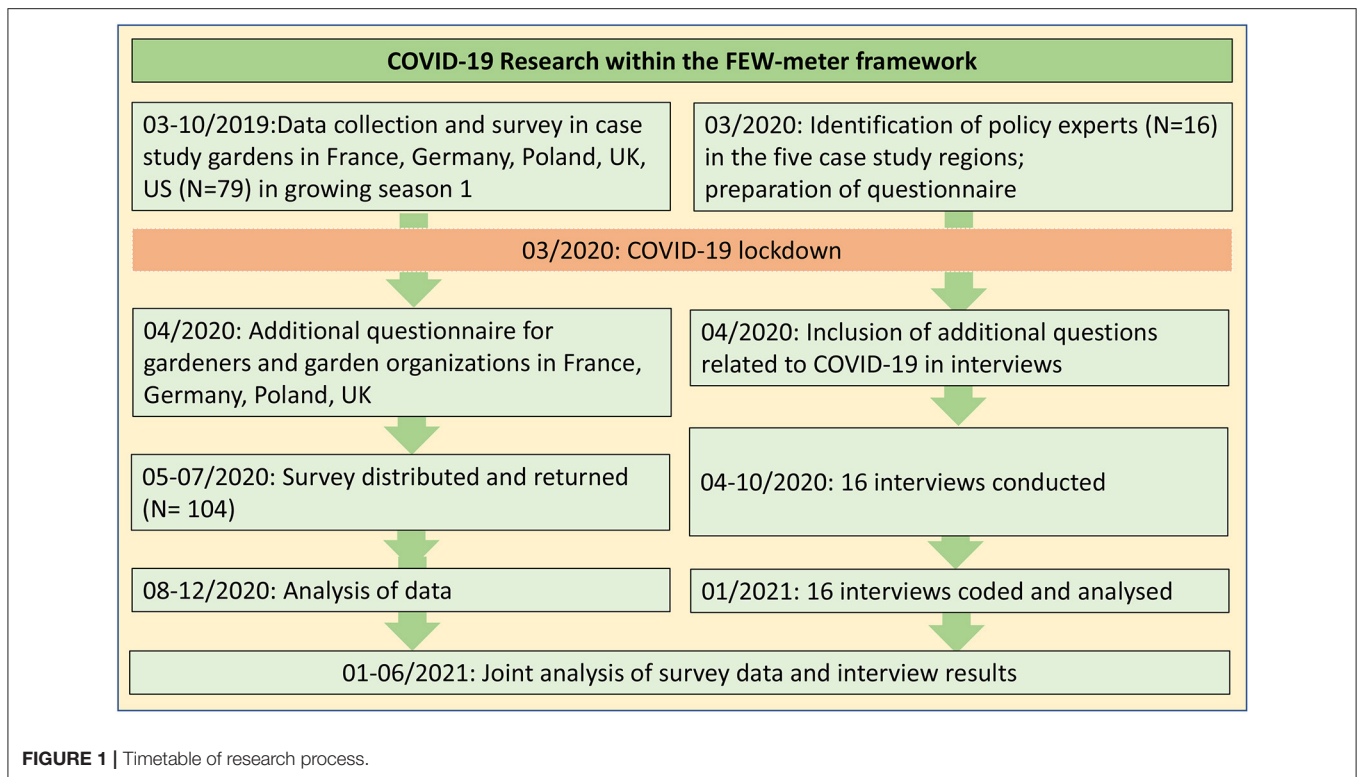 COVID-19 Research within the FEW-meter framework
03-10/2019:Data collection and survey in case
study gardens in France, Germany, Poland, UK,
US (N=79) in growing season 1
03/2020: Identification of policy experts (N=16)
in the five case study regions;
preparation of questionnaire
03/2020: COVID-19 lockdown
04/2020: Additional questionnaire for
gardeners and garden organizations in France,
Germany, Poland, UK
04/2020: Inclusion of additional questions
related to COVID-19 in interviews
05-07/2020: Survey distributed and returned
(N= 104)
04-10/2020: 16 interviews conducted
08-12/2020: Analysis of data
01/2021: 16 interviews coded and analysed
01-06/2021: Joint analysis of survey data and interview results
FIGURE 1 | Timetable of research process.